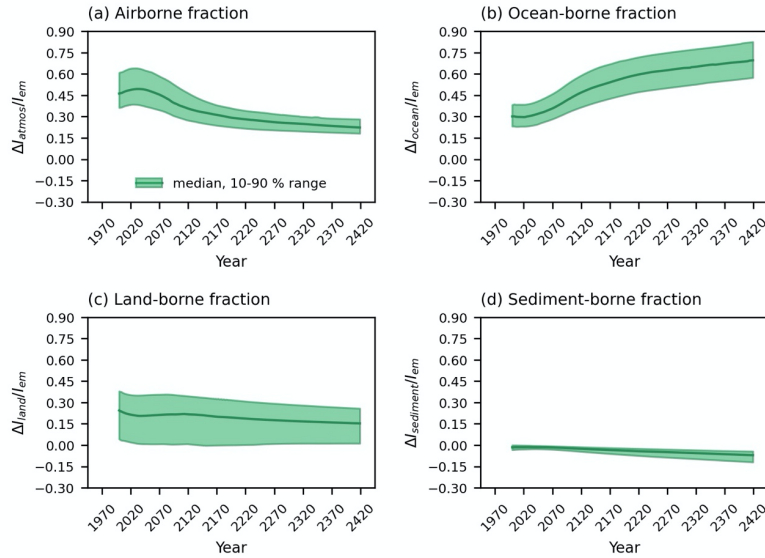 (a) Airborne fraction
0.90
0.75
0.60
0.45
0.30
0.15
0.00
−0.15
−0.30
ΔI_atmos/I_em
median, 10-90 % range
1970 2020 2070 2120 2170 2220 2270 2320 2370 2420
Year
(b) Ocean-borne fraction
0.90
0.75
0.60
0.45
0.30
0.15
0.00
−0.15
−0.30
ΔI_ocean/I_em
1970 2020 2070 2120 2170 2220 2270 2320 2370 2420
Year
(c) Land-borne fraction
0.90
0.75
0.60
0.45
0.30
0.15
0.00
−0.15
−0.30
ΔI_land/I_em
1970 2020 2070 2120 2170 2220 2270 2320 2370 2420
Year
(d) Sediment-borne fraction
0.90
0.75
0.60
0.45
0.30
0.15
0.00
−0.15
−0.30
ΔI_sediment/I_em
1970 2020 2070 2120 2170 2220 2270 2320 2370 2420
Year